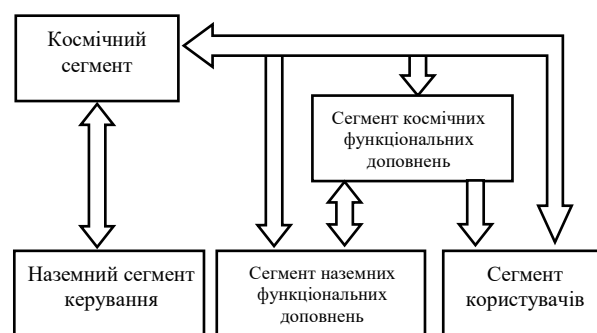 Космічний
сегмент
Сегмент космічних
функціональних
доповнень
Наземний сегмент
керування
Сегмент наземних
функціональних
доповнень
Сегмент
користувачів